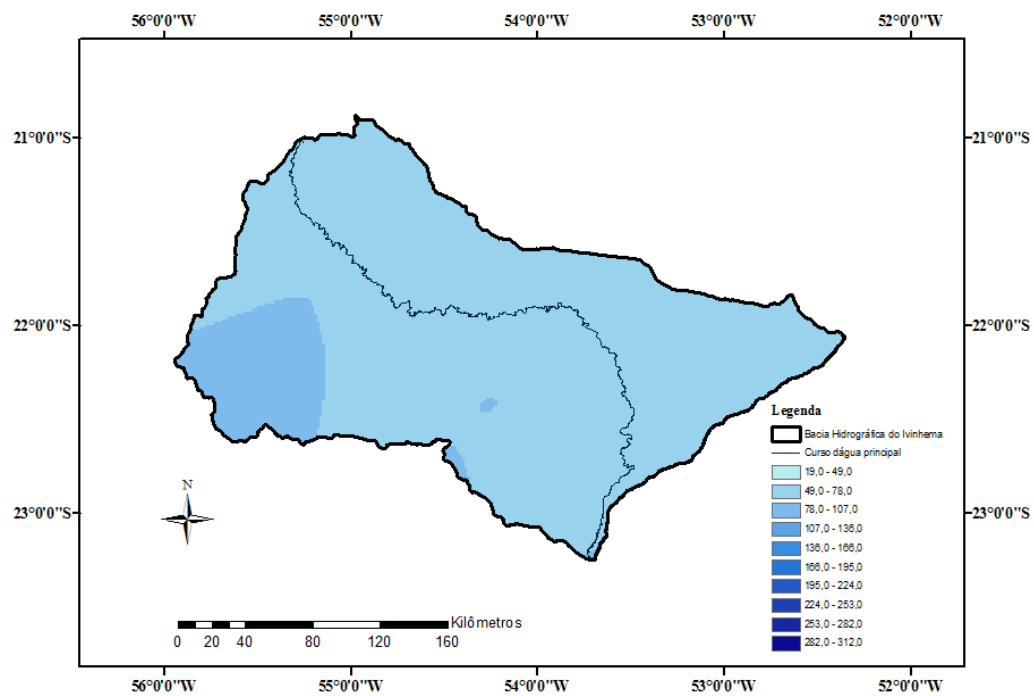 56°0'0"W 55°0'0"W 54°0'0"W 53°0'0"W 52°0'0"W
21°0'0"S 21°0'0"S
22°0'0"S 22°0'0"S
Legenda
Bacia Hidrográfica do Ivinhema
Curso dágua principal
19,0 - 49,0
49,0 - 78,0
78,0 - 107,0
107,0 - 136,0
136,0 - 166,0
166,0 - 195,0
195,0 - 224,0
224,0 - 253,0
253,0 - 282,0
282,0 - 312,0
N
23°0'0"S 23°0'0"S
Kilômetros
0 20 40 80 120 160
56°0'0"W 55°0'0"W 54°0'0"W 53°0'0"W 52°0'0"W